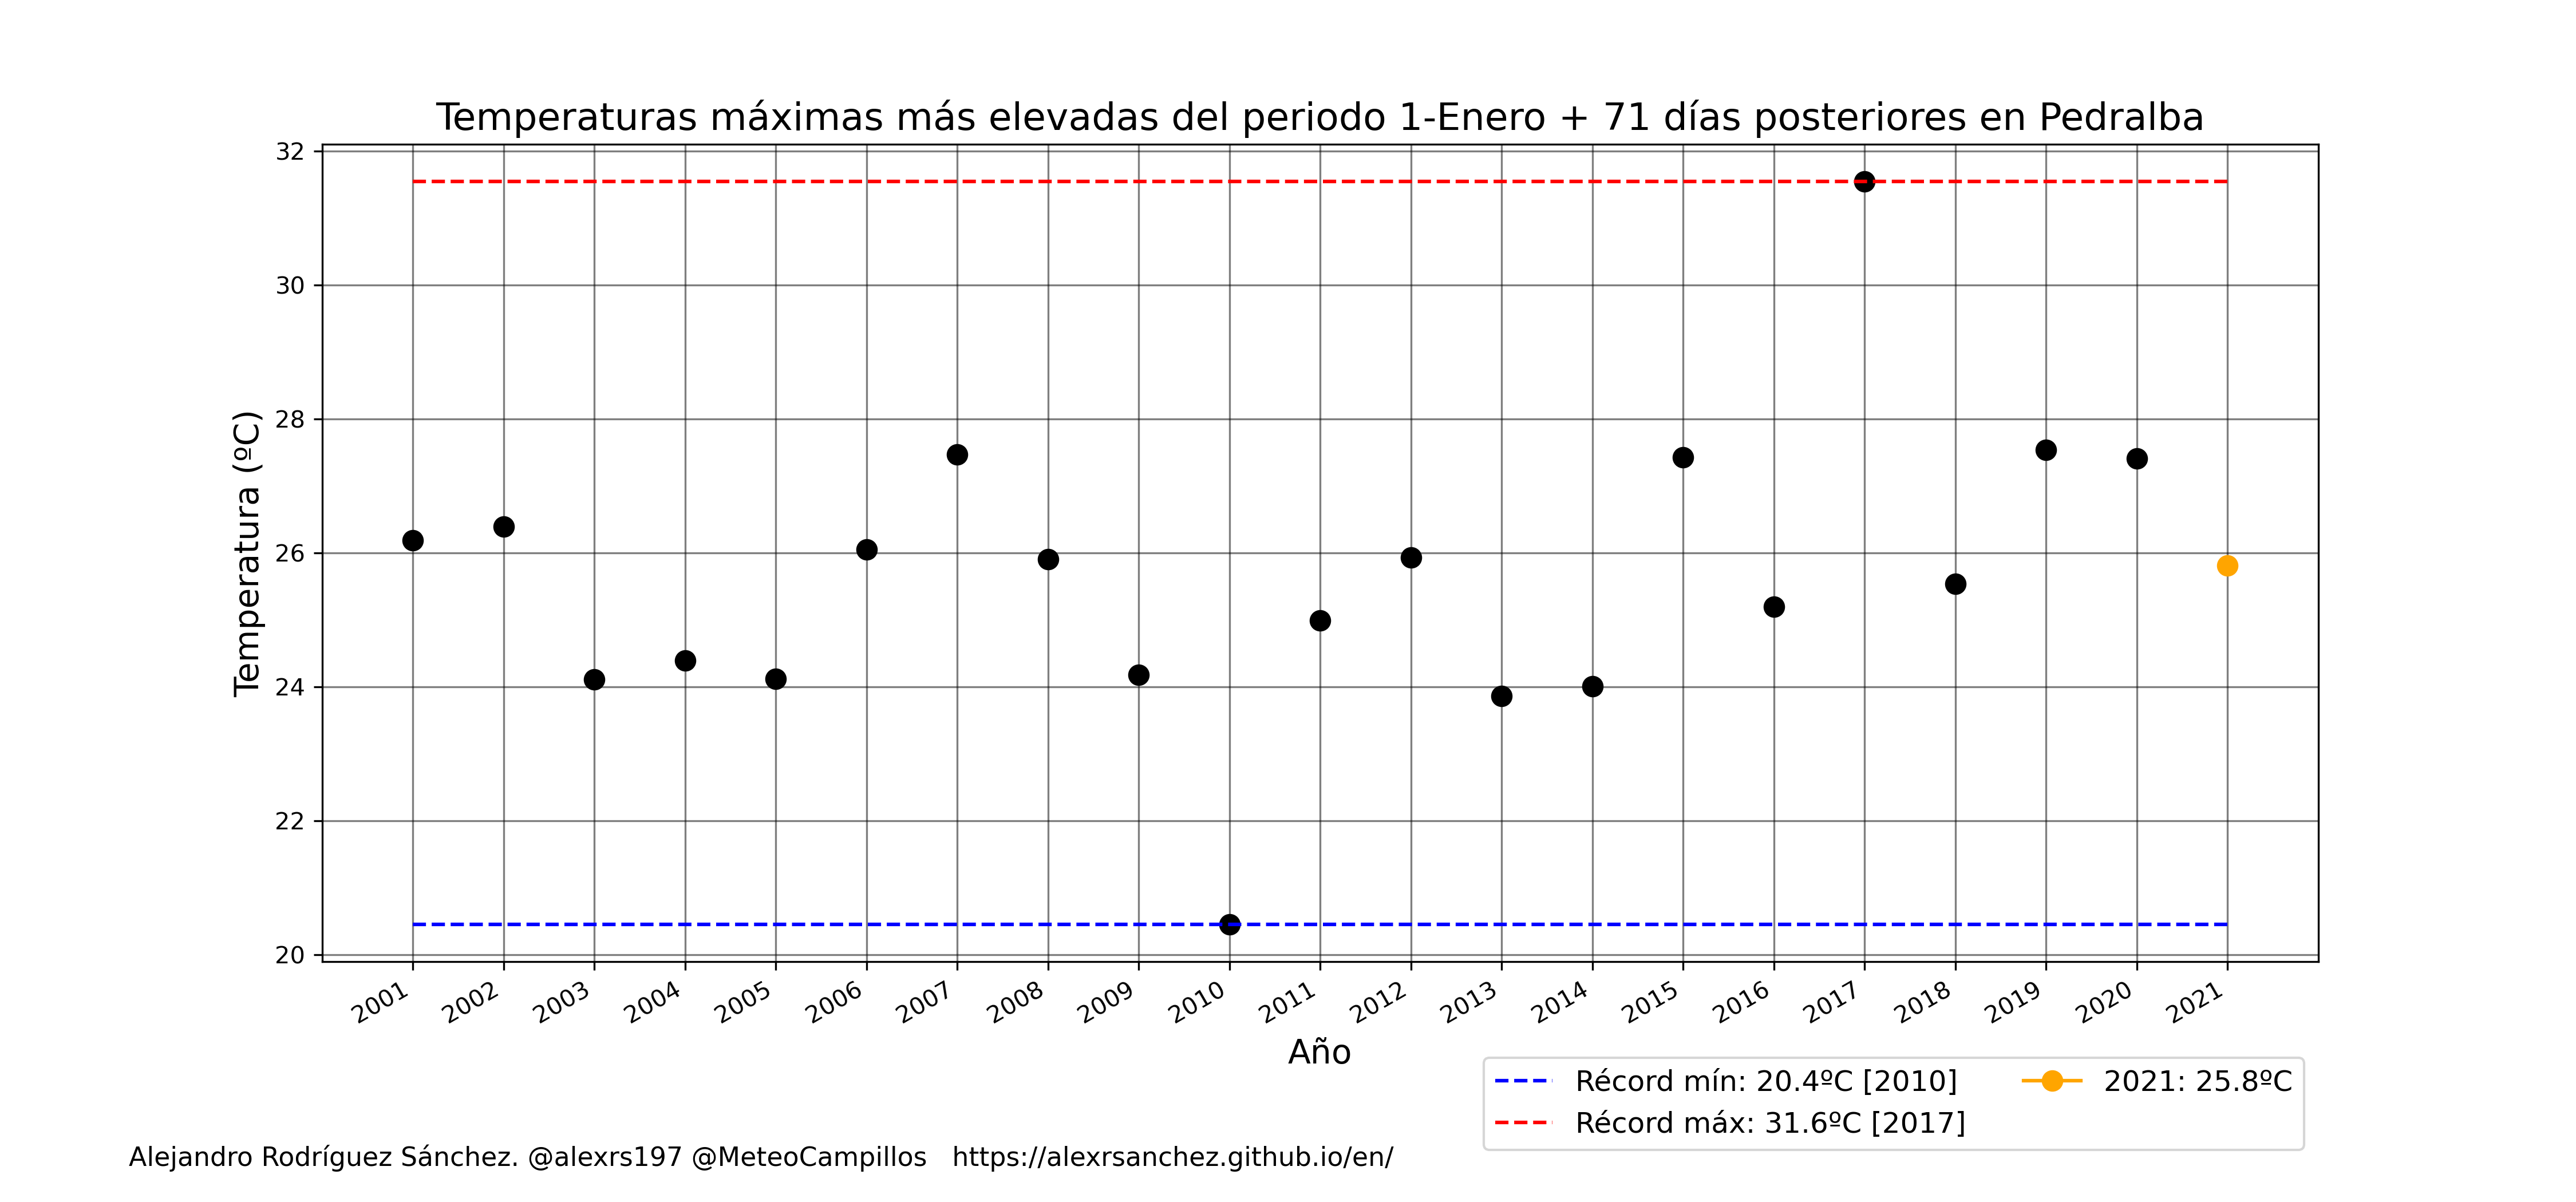 Temperaturas máximas más elevadas del periodo 1-Enero + 71 días posteriores en Pedralba
Temperatura (ºC)
32
30
28
26
24
22
20
2001 2002 2003 2004 2005 2006 2007 2008 2009 2010 2011 2012 2013 2014 2015 2016 2017 2018 2019 2020 2021
Año
Récord mín: 20.4ºC [2010]
Récord máx: 31.6ºC [2017]
2021: 25.8ºC
Alejandro Rodríguez Sánchez. @alexrs197 @MeteoCampillos https://alexrsanchez.github.io/en/